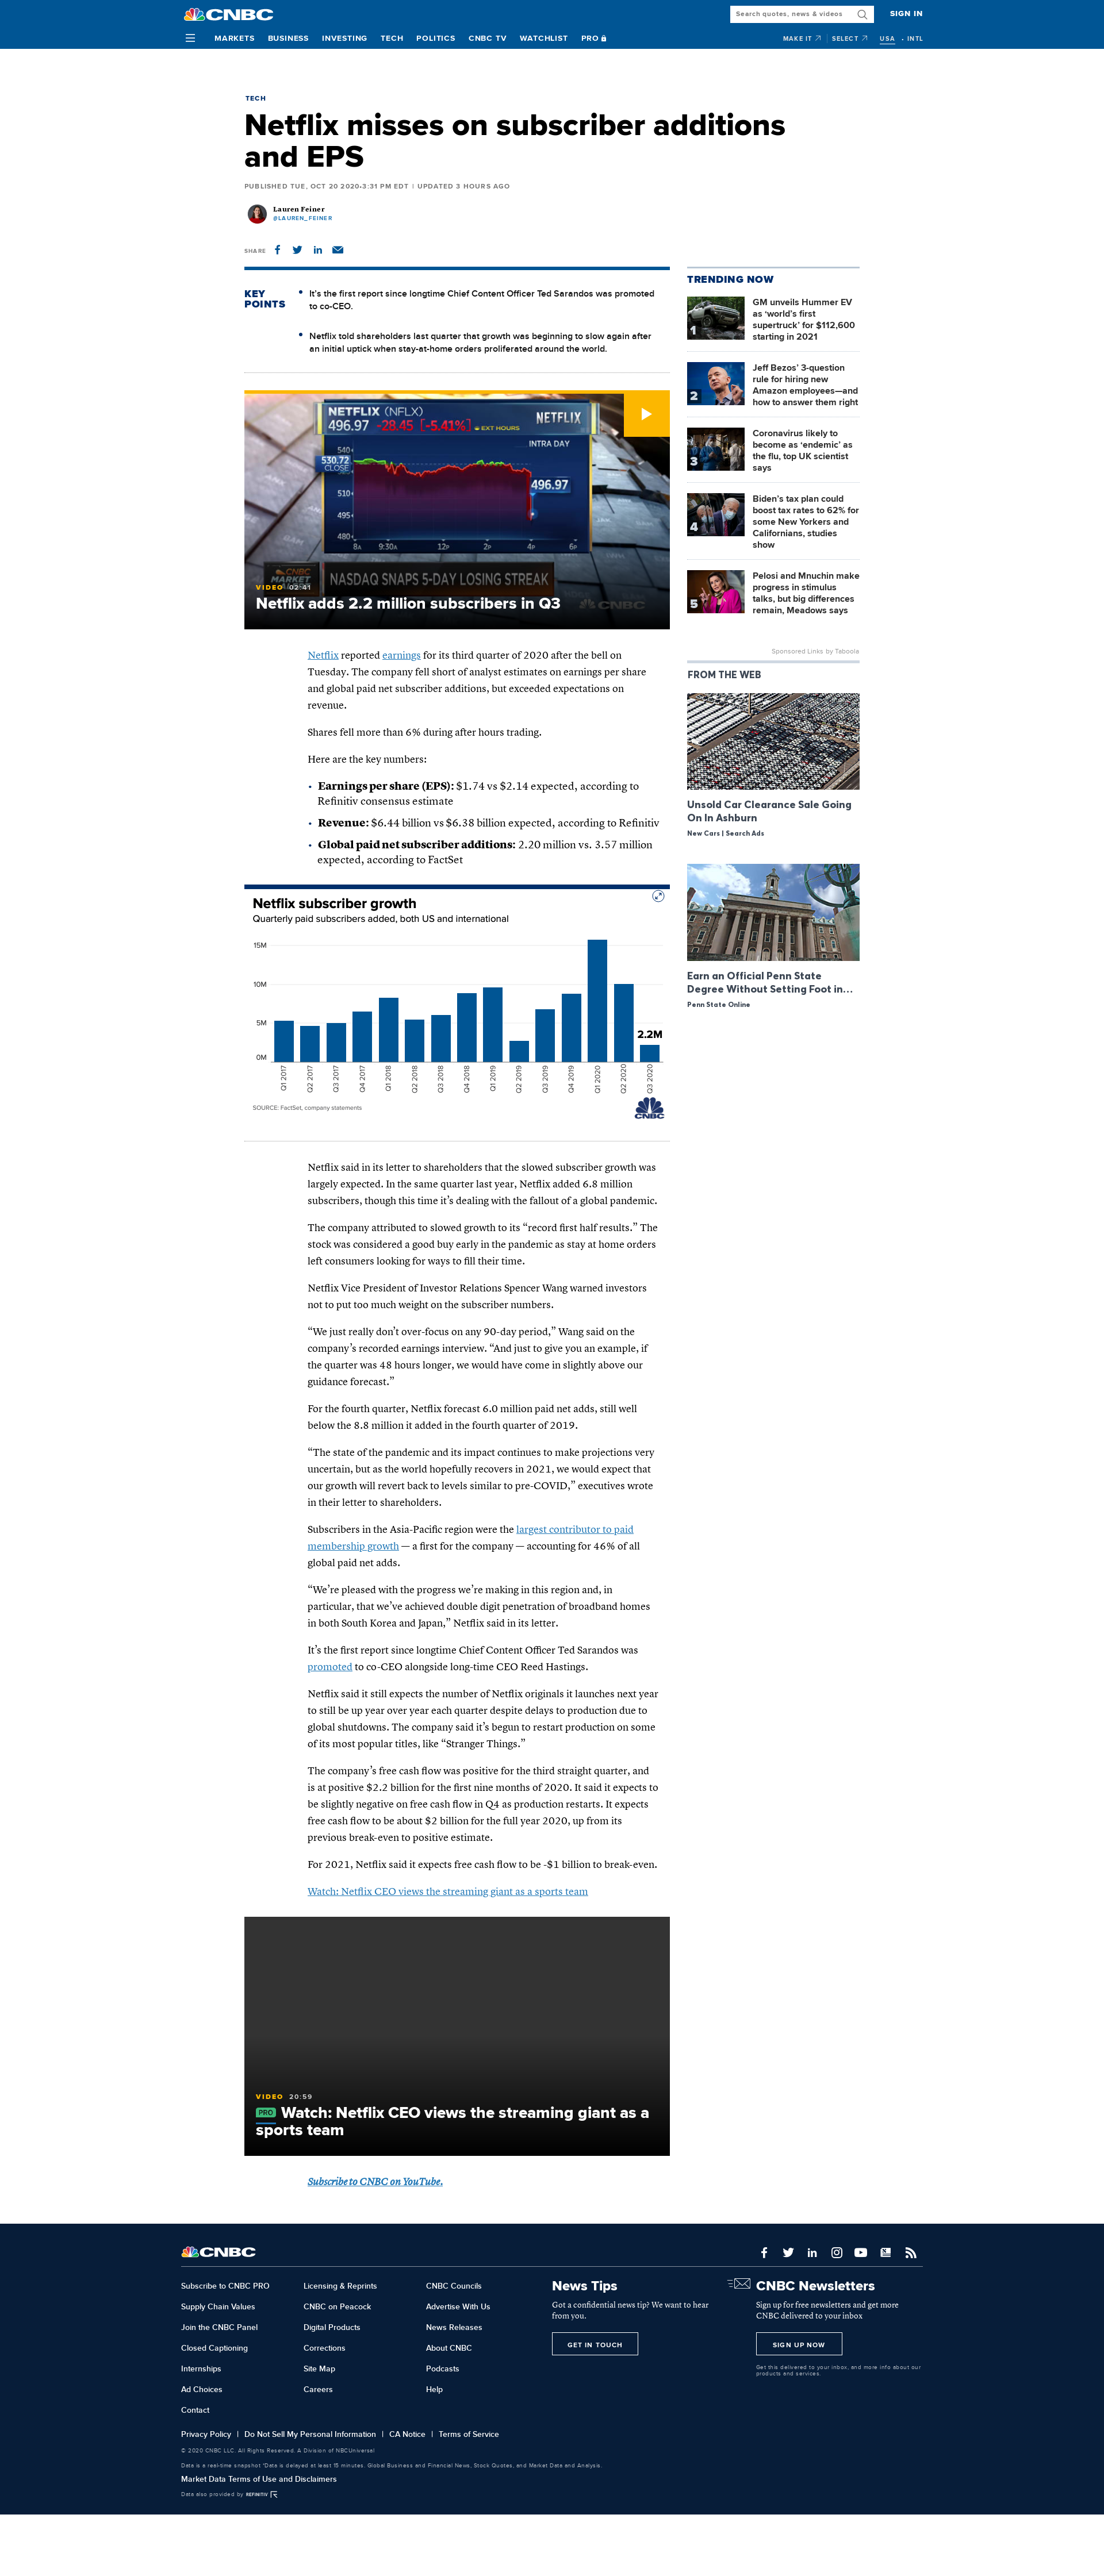 CNBC
Search quotes, news & videos
SIGN IN
MARKETS BUSINESS INVESTING TECH POLITICS CNBC TV WATCHLIST PRO
MAKE IT SELECT USA • INTL
TECH
Netflix misses on subscriber additions
and EPS
PUBLISHED TUE, OCT 20 2020•3:31 PM EDT | UPDATED 3 HOURS AGO
Lauren Feiner
@LAUREN_FEINER
SHARE
KEY
POINTS
It's the first report since longtime Chief Content Officer Ted Sarandos was promoted
to co-CEO.
Netflix told shareholders last quarter that growth was beginning to slow again after
an initial uptick when stay-at-home orders proliferated around the world.
NETFLIX (NFLX)
496.97 -28.45 [-5.41%] EXT HOURS
NETFLIX
INTRA DAY
540
530.72
CLOSE
510
496.97
495
480
8A 9:30A 12P 2P 4P 6P
CNBC
MARKET
NASDAQ SNAPS 5-DAY LOSING STREAK
VIDEO 02:41
Netflix adds 2.2 million subscribers in Q3
CNBC
Netflix reported earnings for its third quarter of 2020 after the bell on
Tuesday. The company fell short of analyst estimates on earnings per share
and global paid net subscriber additions, but exceeded expectations on
revenue.
Shares fell more than 6% during after hours trading.
Here are the key numbers:
Earnings per share (EPS): $1.74 vs $2.14 expected, according to
Refinitiv consensus estimate
Revenue: $6.44 billion vs $6.38 billion expected, according to Refinitiv
Global paid net subscriber additions: 2.20 million vs. 3.57 million
expected, according to FactSet
Netflix subscriber growth
Quarterly paid subscribers added, both US and international
15M
10M
5M
0M
2.2M
Q1 2017 Q2 2017 Q3 2017 Q4 2017 Q1 2018 Q2 2018 Q3 2018 Q4 2018 Q1 2019 Q2 2019 Q3 2019 Q4 2019 Q1 2020 Q2 2020 Q3 2020
SOURCE: FactSet, company statements
CNBC
Netflix said in its letter to shareholders that the slowed subscriber growth was
largely expected. In the same quarter last year, Netflix added 6.8 million
subscribers, though this time it's dealing with the fallout of a global pandemic.
The company attributed to slowed growth to its “record first half results.” The
stock was considered a good buy early in the pandemic as stay at home orders
left consumers looking for ways to fill their time.
Netflix Vice President of Investor Relations Spencer Wang warned investors
not to put too much weight on the subscriber numbers.
“We just really don't over-focus on any 90-day period,” Wang said on the
company's recorded earnings interview. “And just to give you an example, if
the quarter was 48 hours longer, we would have come in slightly above our
guidance forecast.”
For the fourth quarter, Netflix forecast 6.0 million paid net adds, still well
below the 8.8 million it added in the fourth quarter of 2019.
“The state of the pandemic and its impact continues to make projections very
uncertain, but as the world hopefully recovers in 2021, we would expect that
our growth will revert back to levels similar to pre-COVID,” executives wrote
in their letter to shareholders.
Subscribers in the Asia-Pacific region were the largest contributor to paid
membership growth — a first for the company — accounting for 46% of all
global paid net adds.
“We're pleased with the progress we're making in this region and, in
particular, that we've achieved double digit penetration of broadband homes
in both South Korea and Japan,” Netflix said in its letter.
It's the first report since longtime Chief Content Officer Ted Sarandos was
promoted to co-CEO alongside long-time CEO Reed Hastings.
Netflix said it still expects the number of Netflix originals it launches next year
to still be up year over year each quarter despite delays to production due to
global shutdowns. The company said it's begun to restart production on some
of its most popular titles, like “Stranger Things.”
The company's free cash flow was positive for the third straight quarter, and
is at positive $2.2 billion for the first nine months of 2020. It said it expects to
be slightly negative on free cash flow in Q4 as production restarts. It expects
free cash flow to be about $2 billion for the full year 2020, up from its
previous break-even to positive estimate.
For 2021, Netflix said it expects free cash flow to be -$1 billion to break-even.
Watch: Netflix CEO views the streaming giant as a sports team
VIDEO 20:59
PRO Watch: Netflix CEO views the streaming giant as a
sports team
Subscribe to CNBC on YouTube.
TRENDING NOW
1
GM unveils Hummer EV
as ‘world's first
supertruck’ for $112,600
starting in 2021
2
Jeff Bezos' 3-question
rule for hiring new
Amazon employees—and
how to answer them right
3
Coronavirus likely to
become as ‘endemic’ as
the flu, top UK scientist
says
4
Biden's tax plan could
boost tax rates to 62% for
some New Yorkers and
Californians, studies
show
5
Pelosi and Mnuchin make
progress in stimulus
talks, but big differences
remain, Meadows says
Sponsored Links by Taboola
FROM THE WEB
Unsold Car Clearance Sale Going
On In Ashburn
New Cars | Search Ads
Earn an Official Penn State
Degree Without Setting Foot in…
Penn State Online
CNBC
Subscribe to CNBC PRO
Supply Chain Values
Join the CNBC Panel
Closed Captioning
Internships
Ad Choices
Contact
Licensing & Reprints
CNBC on Peacock
Digital Products
Corrections
Site Map
Careers
CNBC Councils
Advertise With Us
News Releases
About CNBC
Podcasts
Help
News Tips
Got a confidential news tip? We want to hear
from you.
GET IN TOUCH
CNBC Newsletters
Sign up for free newsletters and get more
CNBC delivered to your inbox
SIGN UP NOW
Get this delivered to your inbox, and more info about our
products and services.
Privacy Policy | Do Not Sell My Personal Information | CA Notice | Terms of Service
© 2020 CNBC LLC. All Rights Reserved. A Division of NBCUniversal
Data is a real-time snapshot *Data is delayed at least 15 minutes. Global Business and Financial News, Stock Quotes, and Market Data and Analysis.
Market Data Terms of Use and Disclaimers
Data also provided by REFINITIV